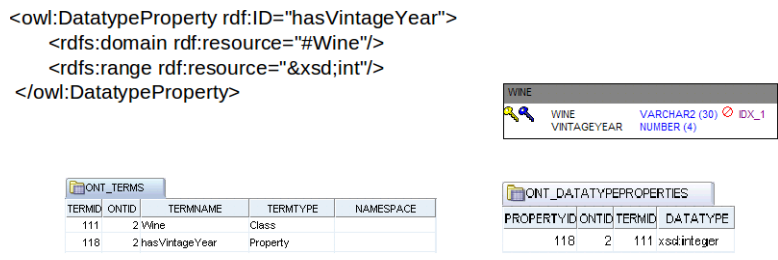 <owl:DatatypeProperty rdf:ID="hasVintageYear">
<rdfs:domain rdf:resource="#Wine"/>
<rdfs:range rdf:resource="&xsd;int"/>
</owl:DatatypeProperty>
WINE
WINE VARCHAR2 (30) IDX_1
VINTAGEYEAR NUMBER (4)
ONT_TERMS
TERMID ONTID TERMNAME TERMTYPE NAMESPACE
111 2 Wine Class
118 2 hasVintageYear Property
ONT_DATATYPEPROPERTIES
PROPERTYID ONTID TERMID DATATYPE
118 2 111 xsd:integer